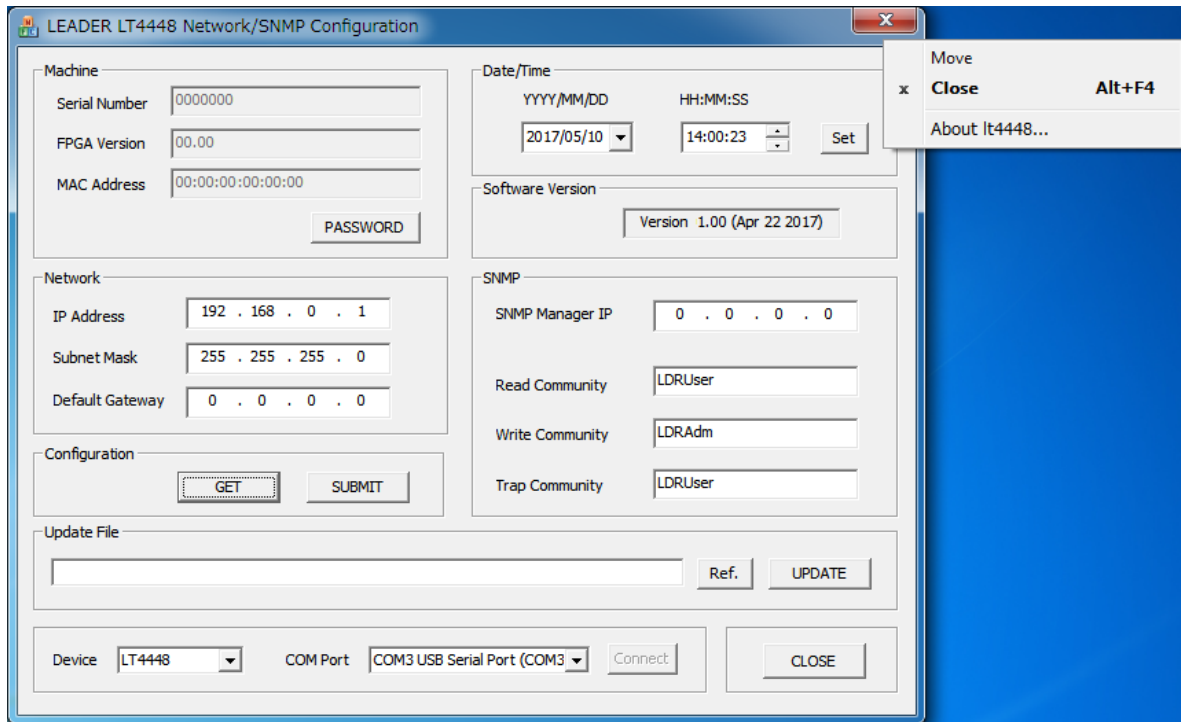 LEADER LT4448 Network/SNMP Configuration
x
Move
x Close Alt+F4
About lt4448...
Machine
Serial Number 0000000
FPGA Version 00.00
MAC Address 00:00:00:00:00:00
PASSWORD
Date/Time
YYYY/MM/DD HH:MM:SS
2017/05/10 14:00:23 Set
Software Version
Version 1.00 (Apr 22 2017)
Network
IP Address 192 . 168 . 0 . 1
Subnet Mask 255 . 255 . 255 . 0
Default Gateway 0 . 0 . 0 . 0
SNMP
SNMP Manager IP 0 . 0 . 0 . 0
Read Community LDRUser
Write Community LDRAdm
Trap Community LDRUser
Configuration
GET SUBMIT
Update File
Ref. UPDATE
Device LT4448 COM Port COM3 USB Serial Port (COM3 Connect CLOSE